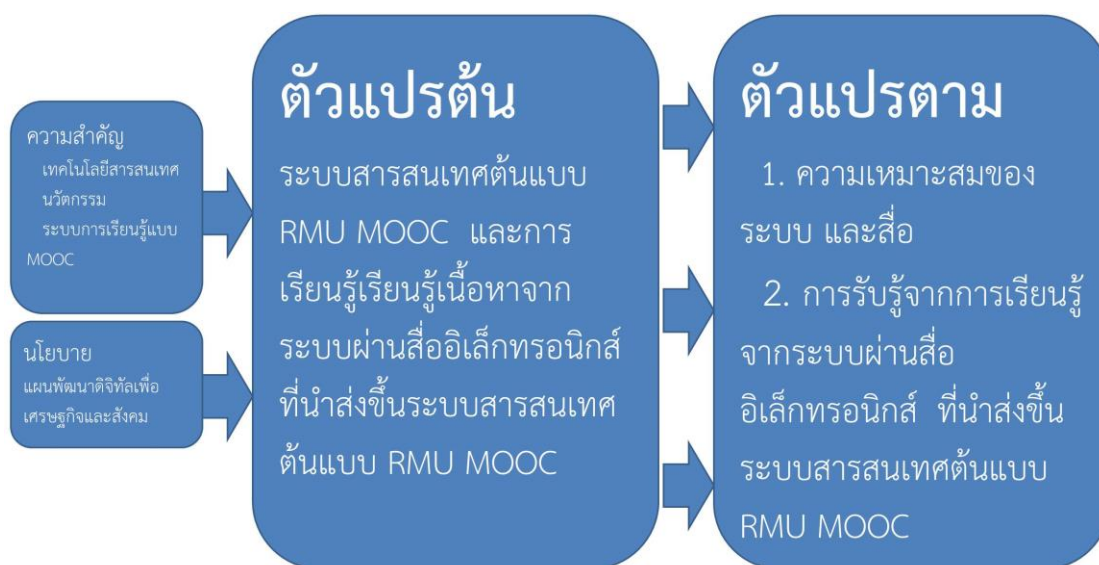 ความสำคัญ
เทคโนโลยีสารสนเทศ
นวัตกรรม
ระบบการเรียนรู้แบบ
MOOC
นโยบาย
แผนพัฒนาดิจิทัลเพื่อ
เศรษฐกิจและสังคม
ตัวแปรต้น
ระบบสารสนเทศต้นแบบ
RMU MOOC และการ
เรียนรู้เรียนรู้เนื้อหาจาก
ระบบผ่านสื่ออิเล็กทรอนิกส์
ที่นำส่งขึ้นระบบสารสนเทศ
ต้นแบบ RMU MOOC
ตัวแปรตาม
1. ความเหมาะสมของ
ระบบ และสื่อ
2. การรับรู้จากการเรียนรู้
จากระบบผ่านสื่อ
อิเล็กทรอนิกส์ ที่นำส่งขึ้น
ระบบสารสนเทศต้นแบบ
RMU MOOC